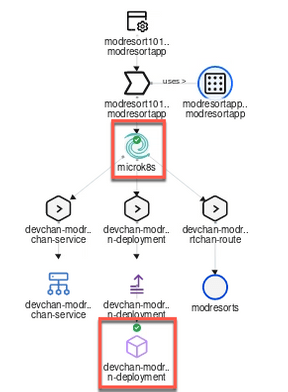 modresort101..
modresortapp
uses >
modresort101..
modresortapp
modresortapp..
modresortapp
microk8s
devchan-modr..
chan-service
devchan-modr..
n-deployment
devchan-modr..
rtchan-route
devchan-modr..
chan-service
devchan-modr..
n-deployment
modresorts
devchan-modr..
n-deployment